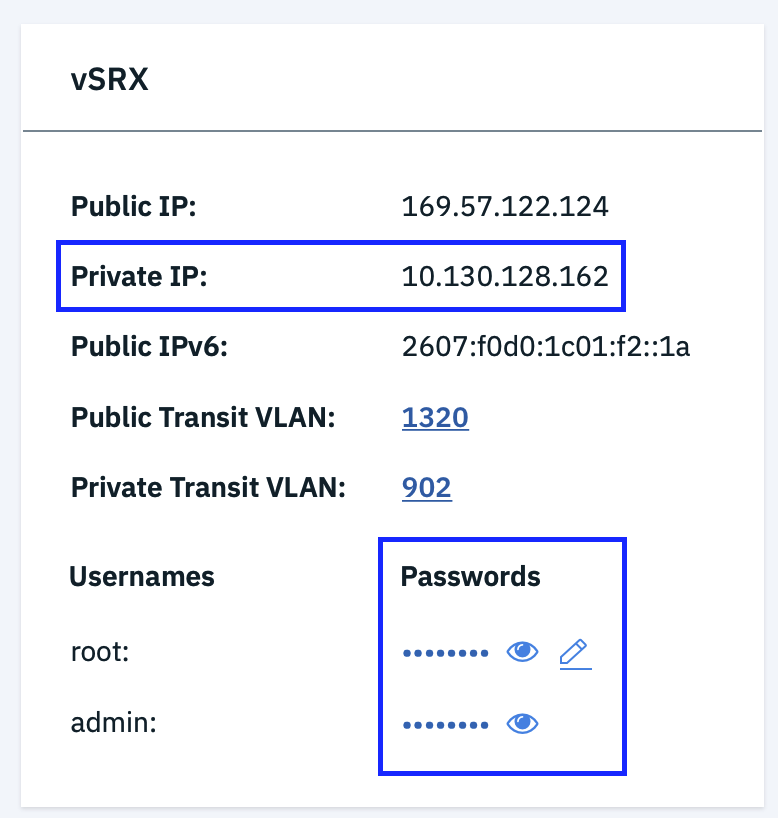 vSRX
Public IP: 169.57.122.124
Private IP: 10.130.128.162
Public IPv6: 2607:f0d0:1c01:f2::1a
Public Transit VLAN: 1320
Private Transit VLAN: 902
Usernames Passwords
root: ••••••••
admin: ••••••••